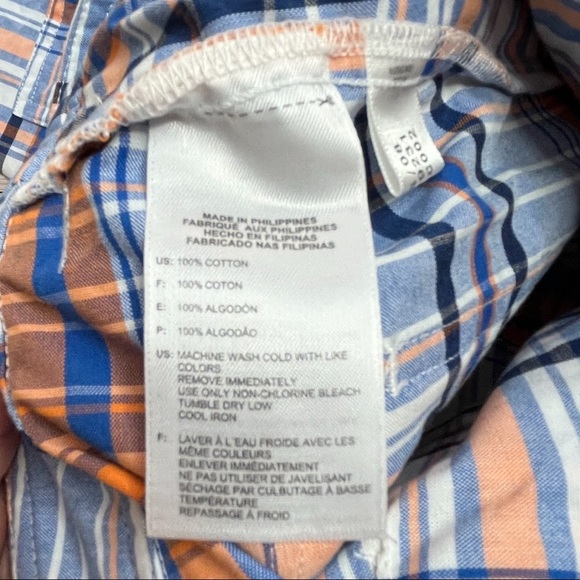 MADE IN PHILIPPINES
FABRIQUÉ AUX PHILIPPINES
HECHO EN FILIPINAS
FABRICADO NAS FILIPINAS
US: 100% COTTON
F: 100% COTON
E: 100% ALGODÓN
P: 100% ALGODÃO
US: MACHINE WASH COLD WITH LIKE
COLORS
REMOVE IMMEDIATELY
USE ONLY NON-CHLORINE BLEACH
TUMBLE DRY LOW
COOL IRON
F: LAVER À L'EAU FROIDE AVEC LES
MÊME COULEURS
ENLEVER IMMÉDIATEMENT
NE PAS UTILISER DE JAVELISANT
SÉCHAGE PAR CULBUTAGE À BASSE
TEMPÉRATURE
REPASSAGE À FROID